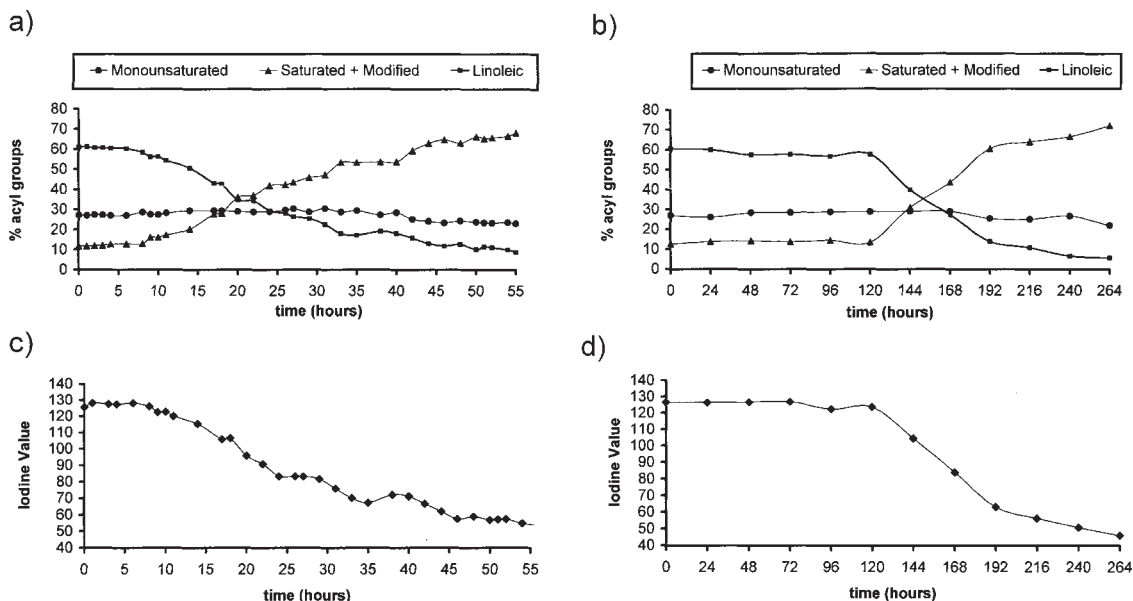 a)
Monounsaturated Saturated + Modified Linoleic
% acyl groups
80
70
60
50
40
30
20
10
0
0 5 10 15 20 25 30 35 40 45 50 55
time (hours)
b)
Monounsaturated Saturated + Modified Linoleic
% acyl groups
80
70
60
50
40
30
20
10
0
0 24 48 72 96 120 144 168 192 216 240 264
time (hours)
c)
Iodine Value
140
130
120
110
100
90
80
70
60
50
40
0 5 10 15 20 25 30 35 40 45 50 55
time (hours)
d)
Iodine Value
140
130
120
110
100
90
80
70
60
50
40
0 24 48 72 96 120 144 168 192 216 240 264
time (hours)